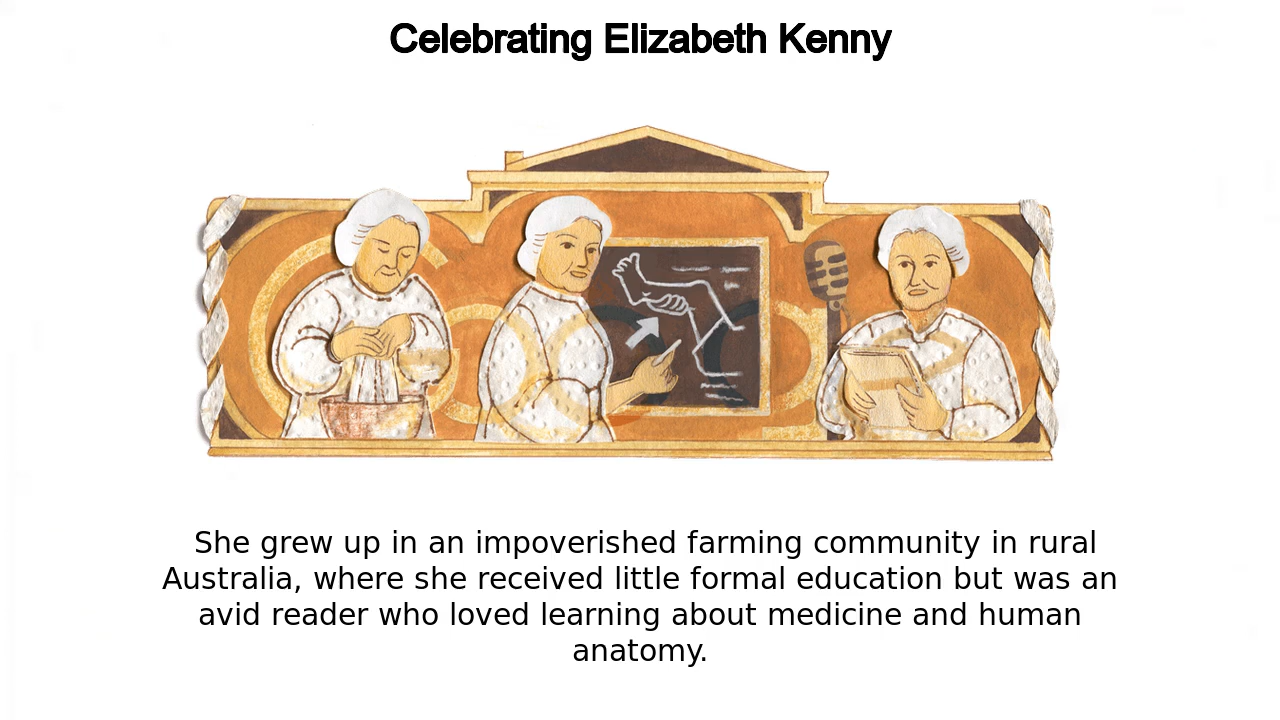 Celebrating Elizabeth Kenny
She grew up in an impoverished farming community in rural
Australia, where she received little formal education but was an
avid reader who loved learning about medicine and human
anatomy.